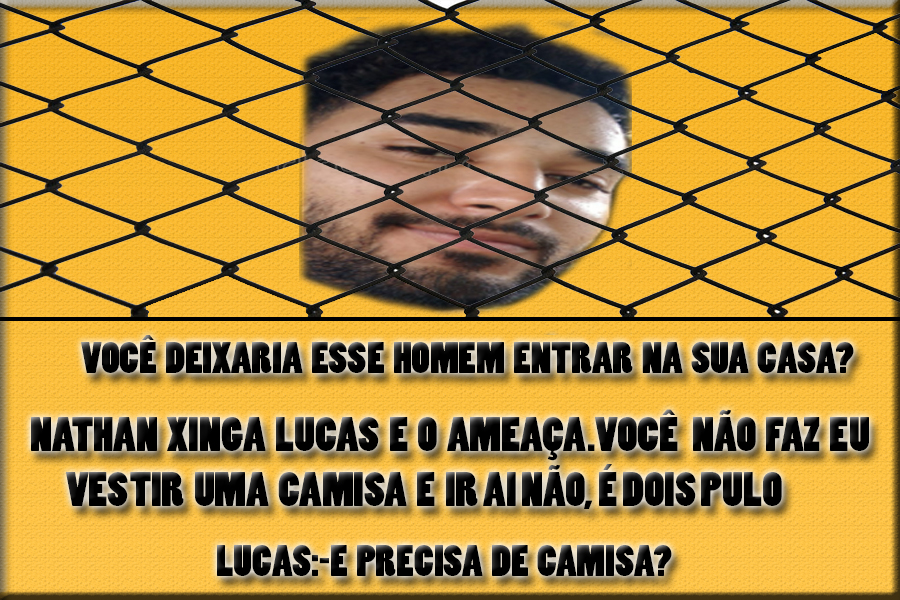 VOCÊ DEIXARIA ESSE HOMEM ENTRAR NA SUA CASA?
NATHAN XINGA LUCAS E O AMEAÇA.VOCÊ NÃO FAZ EU
VESTIR UMA CAMISA E IR AI NÃO, É DOIS PULO
LUCAS:-E PRECISA DE CAMISA?